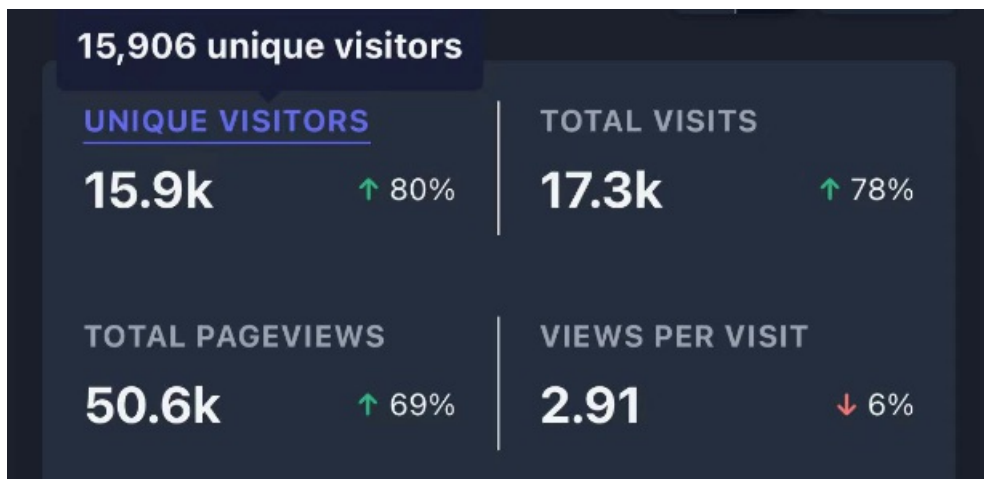 15,906 unique visitors
UNIQUE VISITORS
15.9k ↑ 80%
TOTAL VISITS
17.3k ↑ 78%
TOTAL PAGEVIEWS
50.6k ↑ 69%
VIEWS PER VISIT
2.91 ↓ 6%